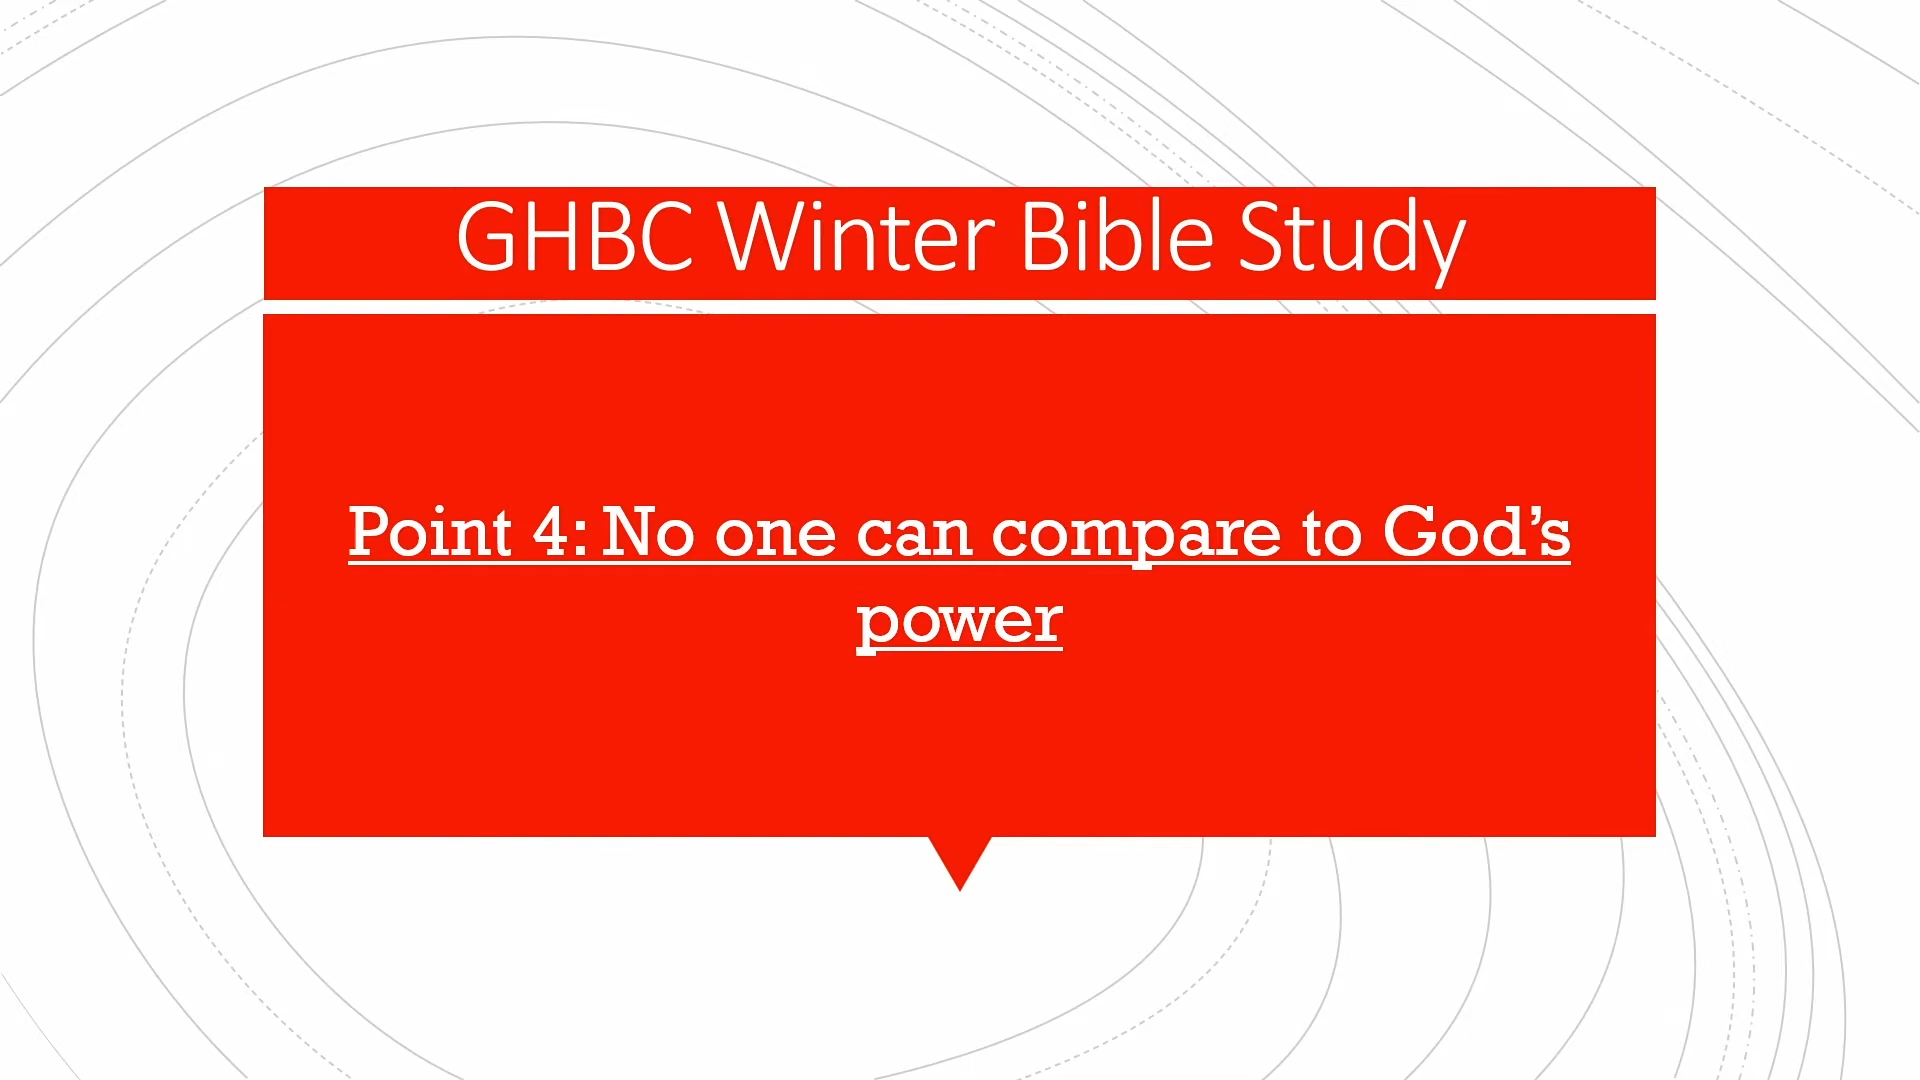 GHBC Winter Bible Study
Point 4: No one can compare to God’s
power